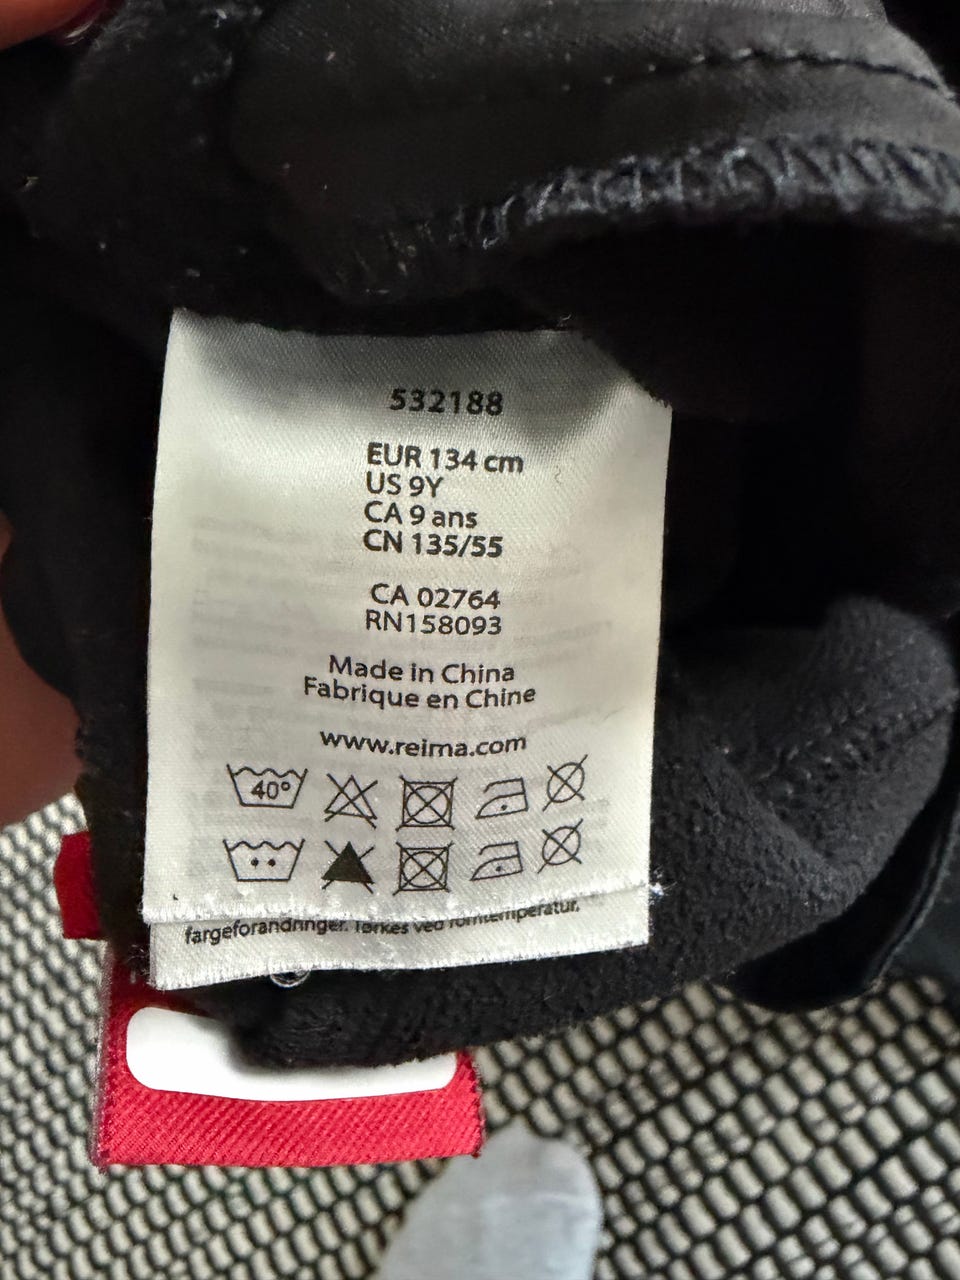 532188
EUR 134 cm
US 9Y
CA 9 ans
CN 135/55
CA 02764
RN158093
Made in China
Fabrique en Chine
www.reima.com
40°
fargeforandringer. Tørkes ved romtemperatur.